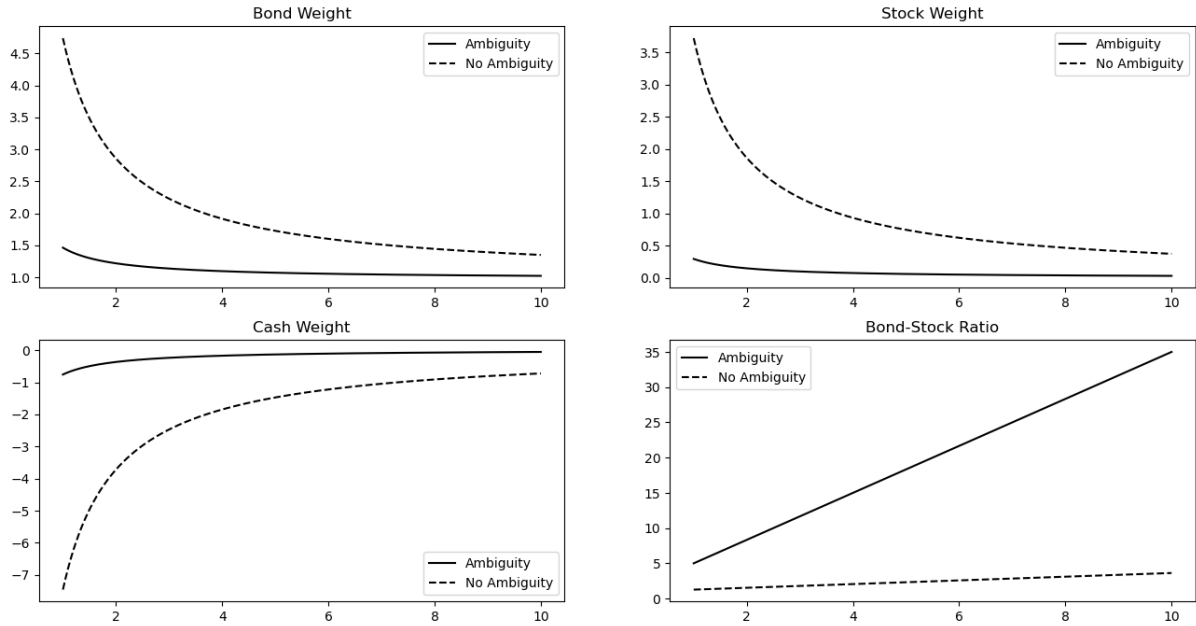 Bond Weight
4.5
4.0
3.5
3.0
2.5
2.0
1.5
1.0
2 4 6 8 10
Ambiguity
No Ambiguity
Stock Weight
3.5
3.0
2.5
2.0
1.5
1.0
0.5
0.0
2 4 6 8 10
Ambiguity
No Ambiguity
Cash Weight
0
−1
−2
−3
−4
−5
−6
−7
2 4 6 8 10
Ambiguity
No Ambiguity
Bond-Stock Ratio
35
30
25
20
15
10
5
0
2 4 6 8 10
Ambiguity
No Ambiguity